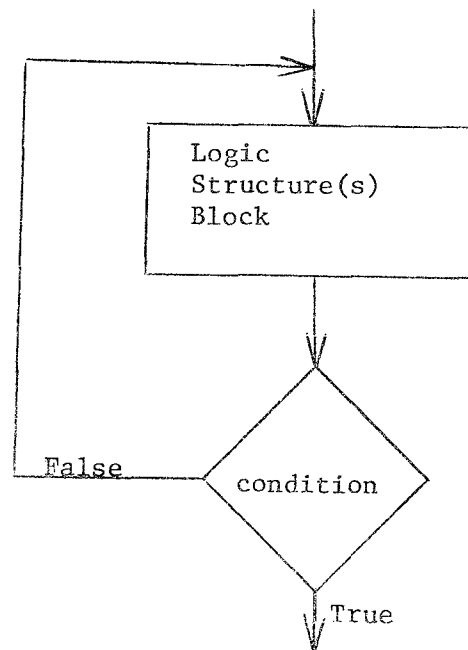 Logic
Structure(s)
Block
False
condition
True